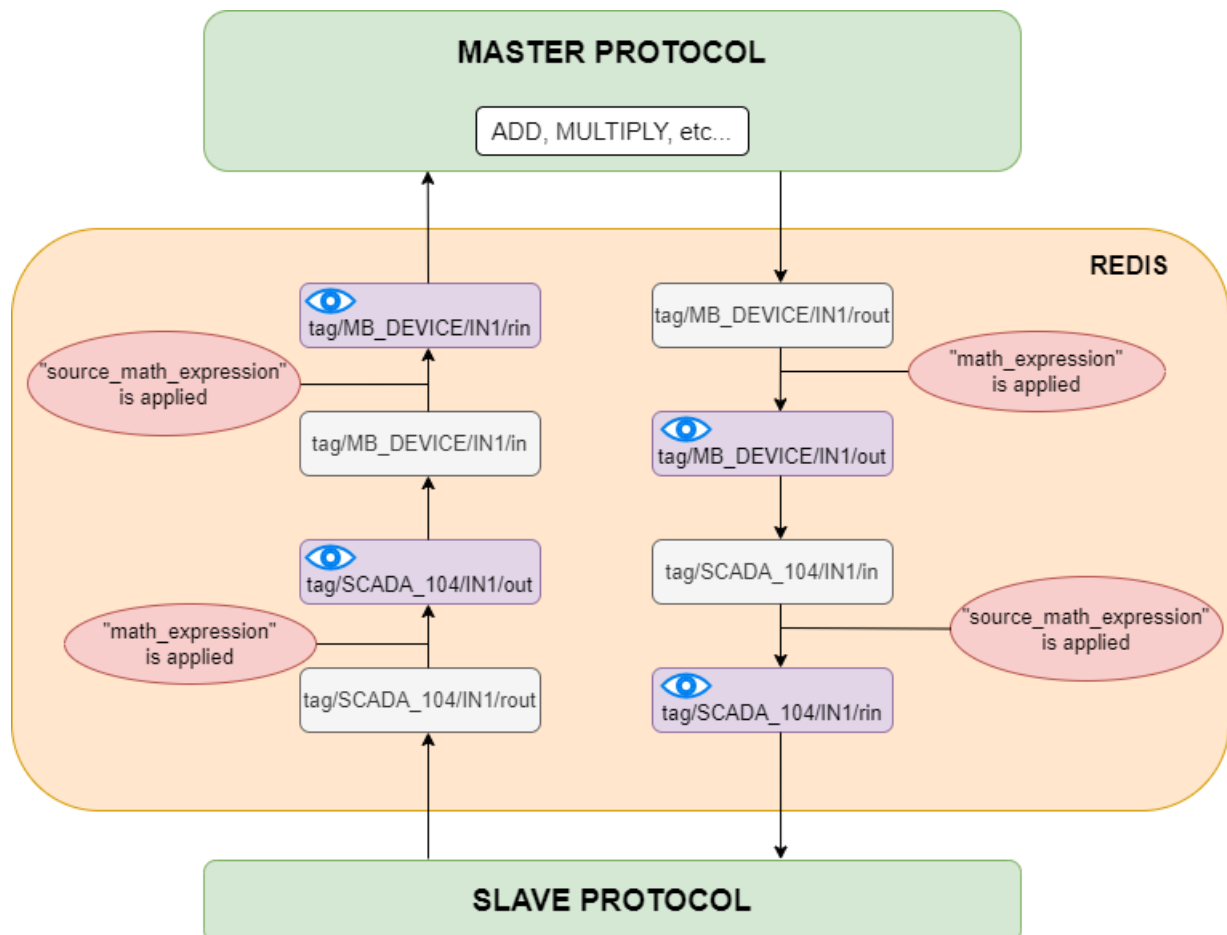 MASTER PROTOCOL
ADD, MULTIPLY, etc...
REDIS
tag/MB_DEVICE/IN1/rin
tag/MB_DEVICE/IN1/rout
"source_math_expression"
is applied
"math_expression"
is applied
tag/MB_DEVICE/IN1/in
tag/MB_DEVICE/IN1/out
tag/SCADA_104/IN1/out
tag/SCADA_104/IN1/in
"math_expression"
is applied
"source_math_expression"
is applied
tag/SCADA_104/IN1/rout
tag/SCADA_104/IN1/rin
SLAVE PROTOCOL